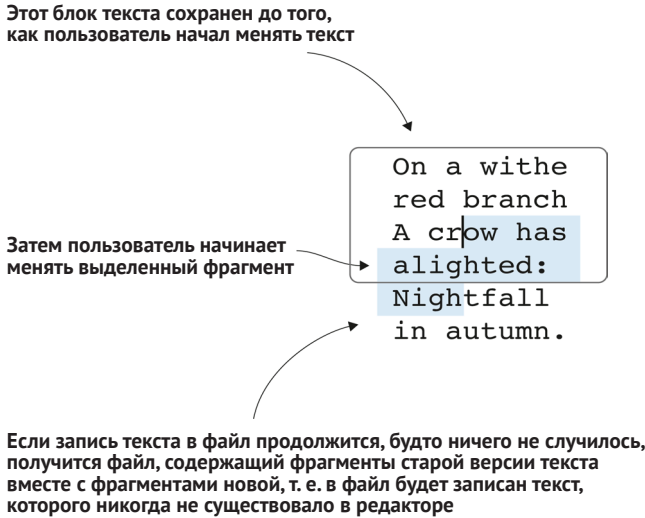 Этот блок текста сохранен до того,
как пользователь начал менять текст
On a withe
red branch
A crow has
alighted:
Nightfall
in autumn.
Затем пользователь начинает
менять выделенный фрагмент
Если запись текста в файл продолжится, будто ничего не случилось,
получится файл, содержащий фрагменты старой версии текста
вместе с фрагментами новой, т. е. в файл будет записан текст,
которого никогда не существовало в редакторе